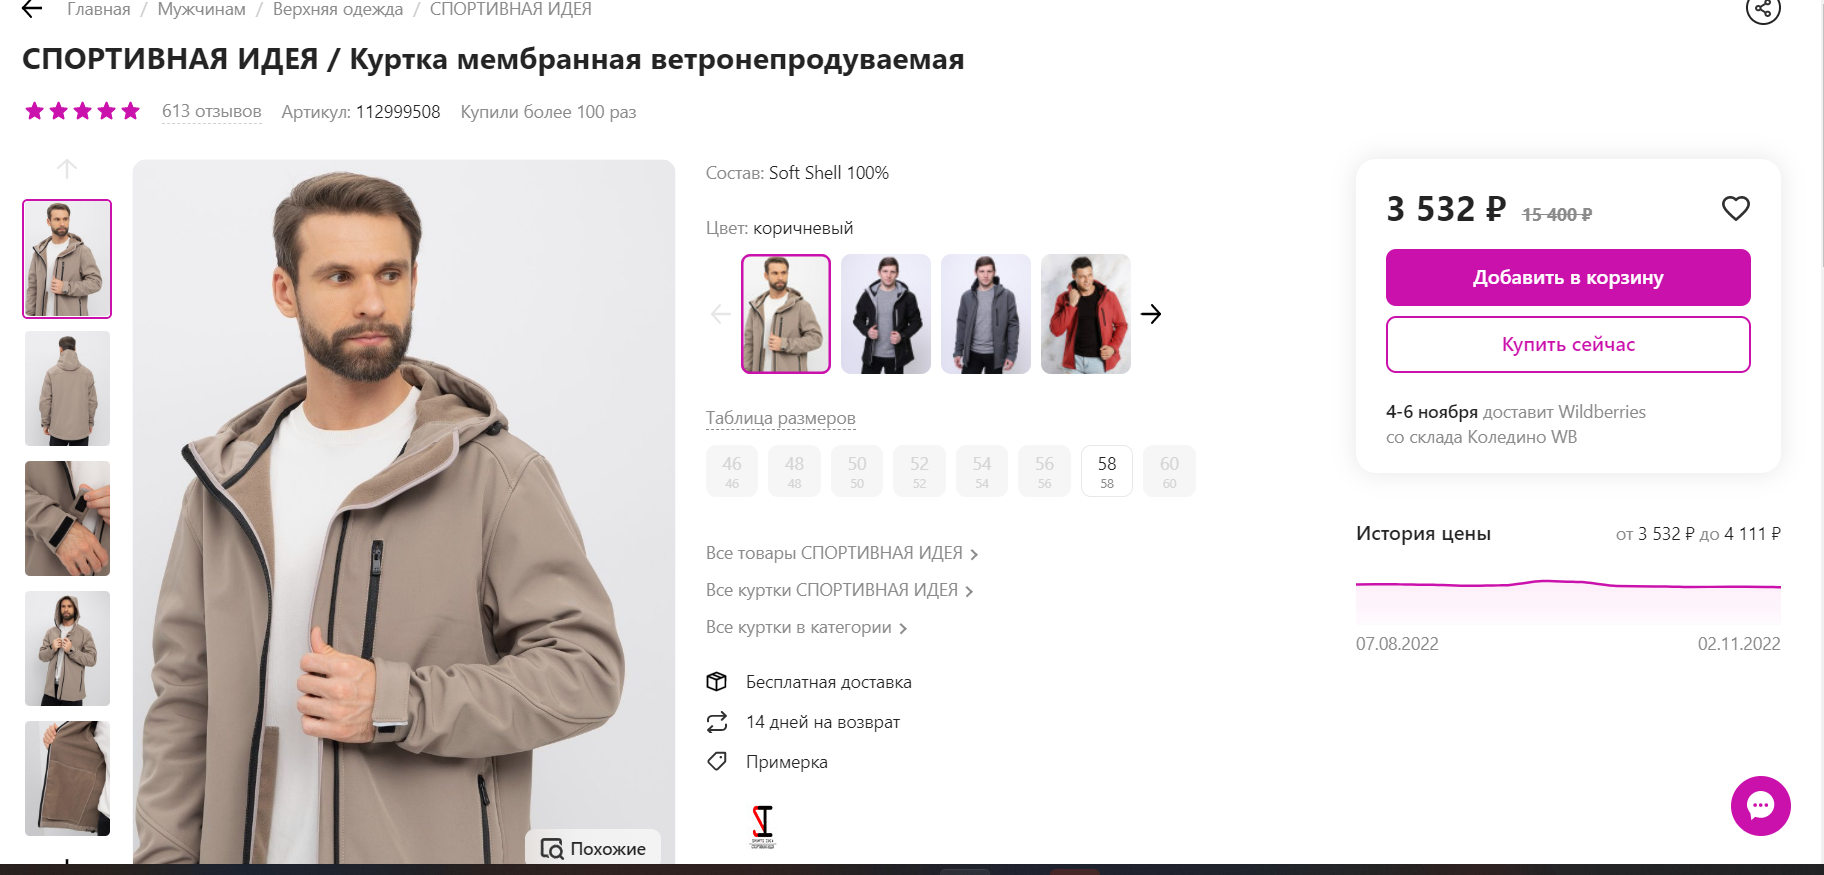 Главная / Мужчинам / Верхняя одежда / СПОРТИВНАЯ ИДЕЯ
СПОРТИВНАЯ ИДЕЯ / Куртка мембранная ветронепродуваемая
613 отзывов Артикул: 112999508 Купили более 100 раз
Состав: Soft Shell 100%
Цвет: коричневый
Таблица размеров
46 48 50 52 54 56 58 60
46 48 50 52 54 56 58 60
Все товары СПОРТИВНАЯ ИДЕЯ
Все куртки СПОРТИВНАЯ ИДЕЯ
Все куртки в категории
Бесплатная доставка
14 дней на возврат
Примерка
Похожие
3 532 ₽ 15 400 ₽
Добавить в корзину
Купить сейчас
4-6 ноября доставит Wildberries
со склада Коледино WB
История цены от 3 532 ₽ до 4 111 ₽
07.08.2022 02.11.2022